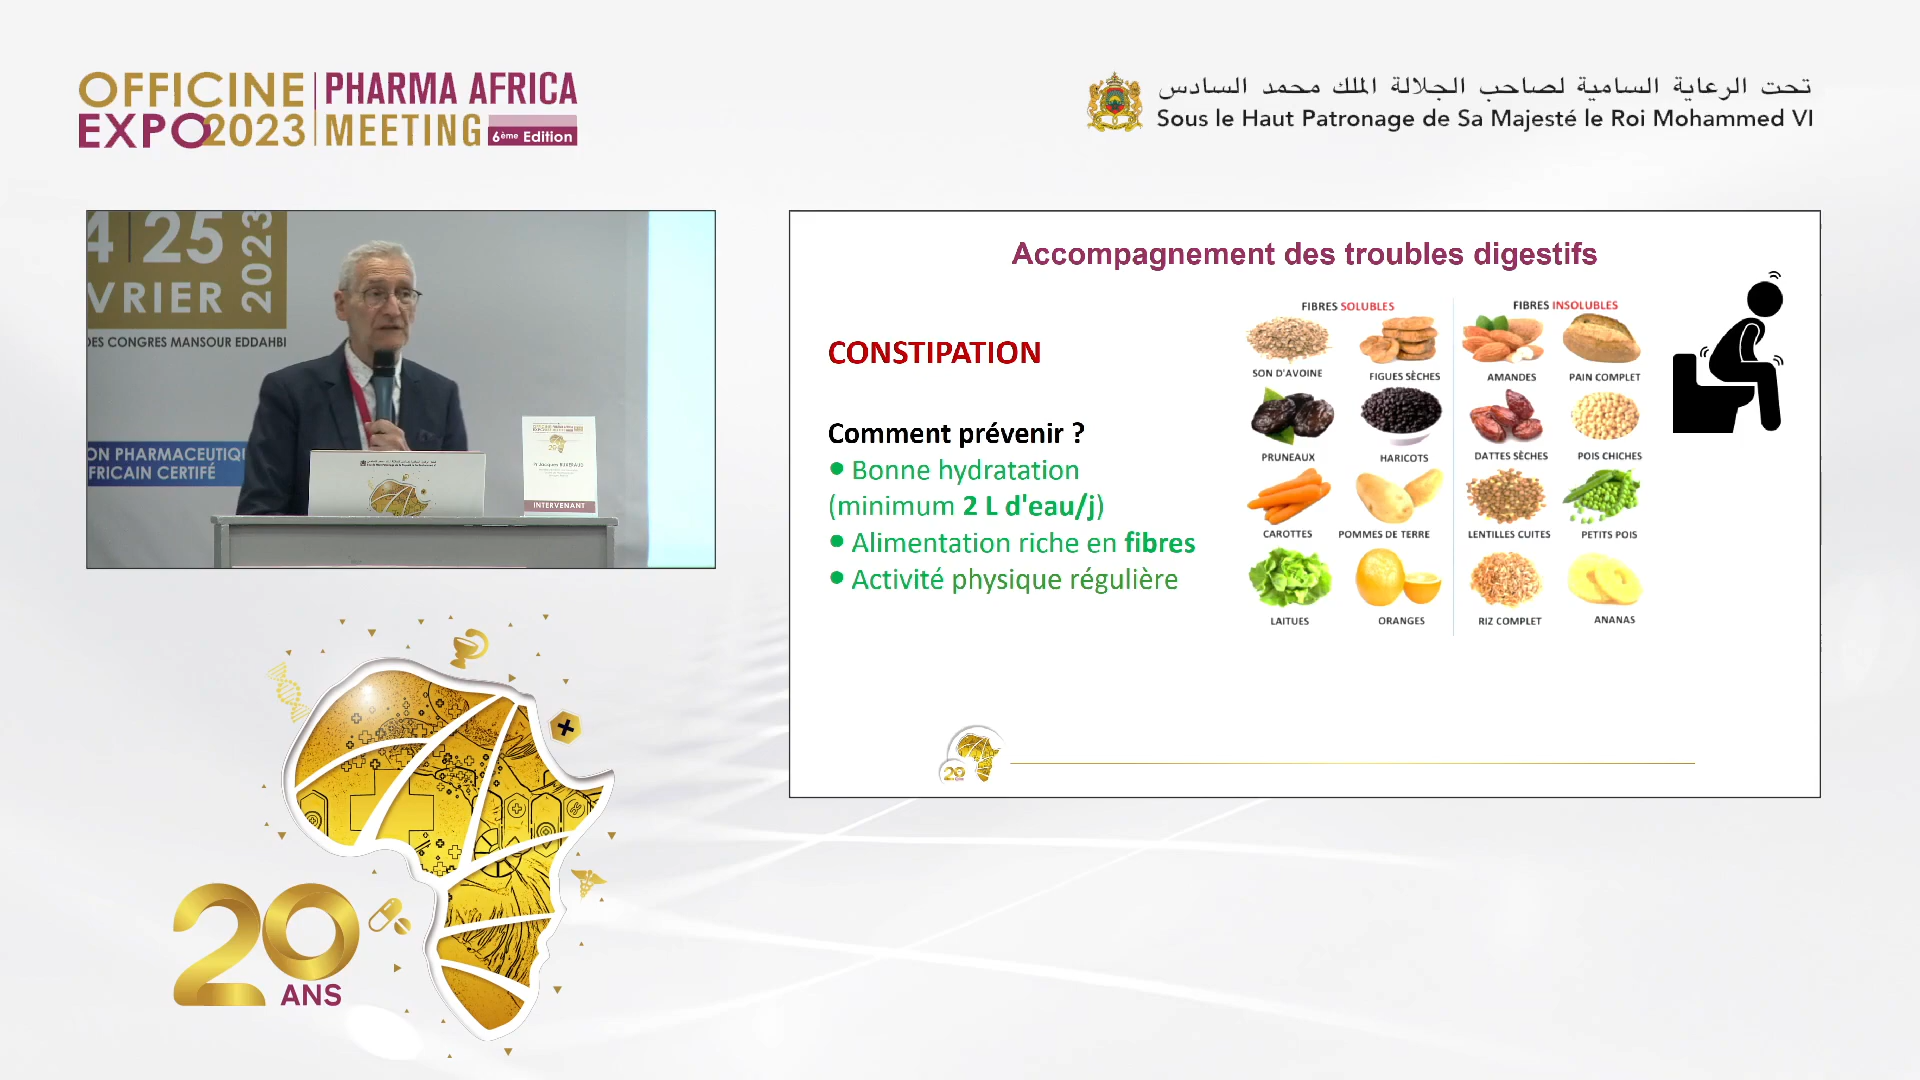 OFFICINE
EXPO2023
PHARMA AFRICA
MEETING
6ème Edition
تحت الرعاية السامية لصاحب الجلالة الملك محمد السادس
Sous le Haut Patronage de Sa Majesté le Roi Mohammed VI
4 | 25
VRIER
2023
DES CONGRES MANSOUR EDDAHBI
ON PHARMACEUTIQU
FRICAIN CERTIFÉ
INTERVENANT
Accompagnement des troubles digestifs
CONSTIPATION
Comment prévenir ?
● Bonne hydratation
(minimum 2 L d'eau/j)
● Alimentation riche en fibres
● Activité physique régulière
FIBRES SOLUBLES
FIBRES INSOLUBLES
SON D'AVOINE
FIGUES SÈCHES
AMANDES
PAIN COMPLET
PRUNEAUX
HARICOTS
DATTES SÈCHES
POIS CHICHES
CAROTTES
POMMES DE TERRE
LENTILLES CUITES
PETITS POIS
LAITUES
ORANGES
RIZ COMPLET
ANANAS
20
20
ANS